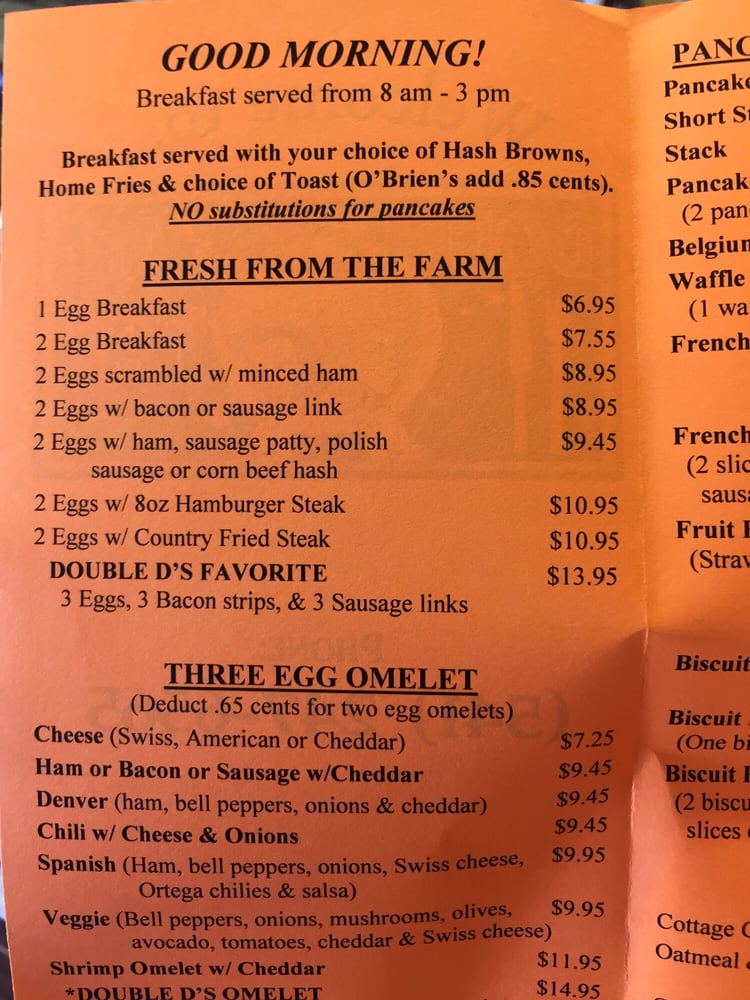 GOOD MORNING!
Breakfast served from 8 am - 3 pm
Breakfast served with your choice of Hash Browns,
Home Fries & choice of Toast (O'Brien's add .85 cents).
NO substitutions for pancakes
FRESH FROM THE FARM
1 Egg Breakfast $6.95
2 Egg Breakfast $7.55
2 Eggs scrambled w/ minced ham $8.95
2 Eggs w/ bacon or sausage link $8.95
2 Eggs w/ ham, sausage patty, polish $9.45
sausage or corn beef hash
2 Eggs w/ 8oz Hamburger Steak $10.95
2 Eggs w/ Country Fried Steak $10.95
DOUBLE D'S FAVORITE $13.95
3 Eggs, 3 Bacon strips, & 3 Sausage links
THREE EGG OMELET
(Deduct .65 cents for two egg omelets)
Cheese (Swiss, American or Cheddar) $7.25
Ham or Bacon or Sausage w/Cheddar $9.45
Denver (ham, bell peppers, onions & cheddar) $9.45
Chili w/ Cheese & Onions $9.45
Spanish (Ham, bell peppers, onions, Swiss cheese, $9.95
Ortega chilies & salsa)
Veggie (Bell peppers, onions, mushrooms, olives, $9.95
avocado, tomatoes, cheddar & Swiss cheese)
Shrimp Omelet w/ Cheddar $11.95
*DOUBLE D'S OMELET $14.95
PANC
Pancake
Short St
Stack
Pancak
(2 pan
Belgium
Waffle
(1 wa
French
French
(2 slic
sausa
Fruit
(Straw
Biscuit
Biscuit
(One bi
Biscuit
(2 biscu
slices
Cottage C
Oatmeal